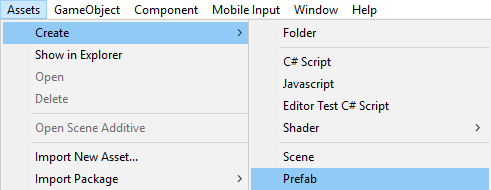 Assets GameObject Component Mobile Input Window Help
Create
Show in Explorer
Open
Delete
Open Scene Additive
Import New Asset...
Import Package
Folder
C# Script
Javascript
Editor Test C# Script
Shader
Scene
Prefab